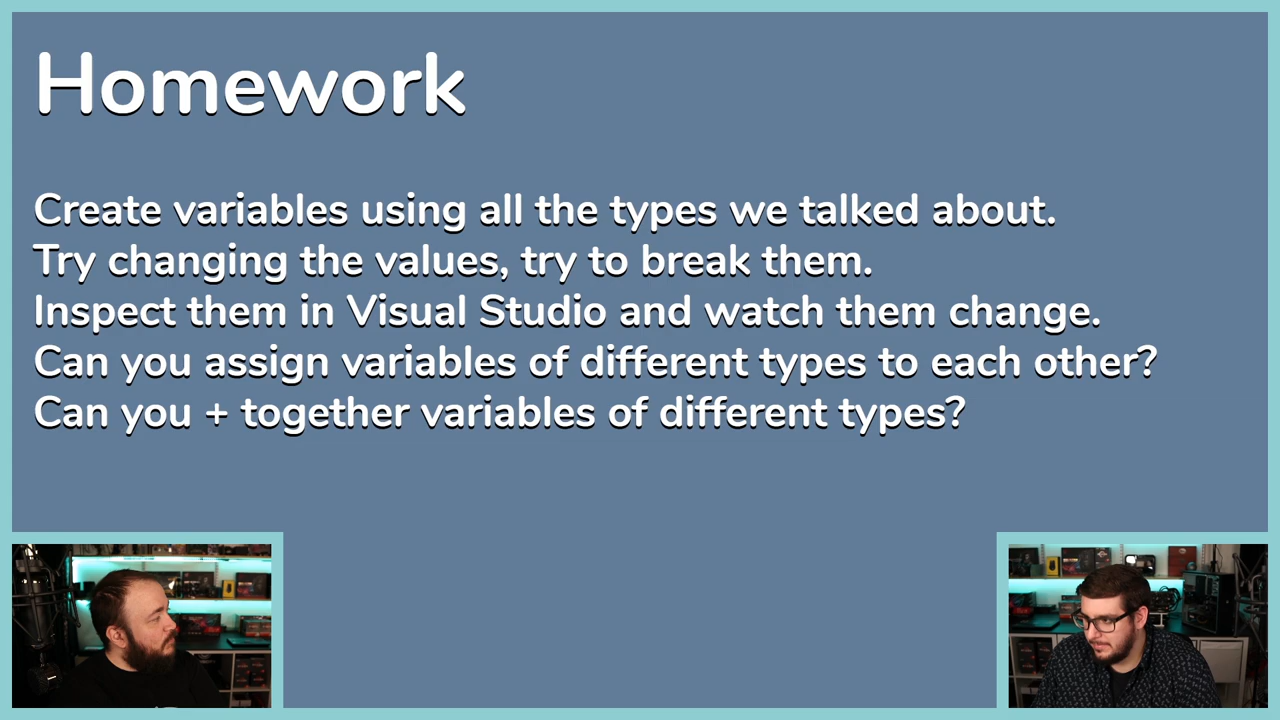 Homework
Create variables using all the types we talked about.
Try changing the values, try to break them.
Inspect them in Visual Studio and watch them change.
Can you assign variables of different types to each other?
Can you + together variables of different types?